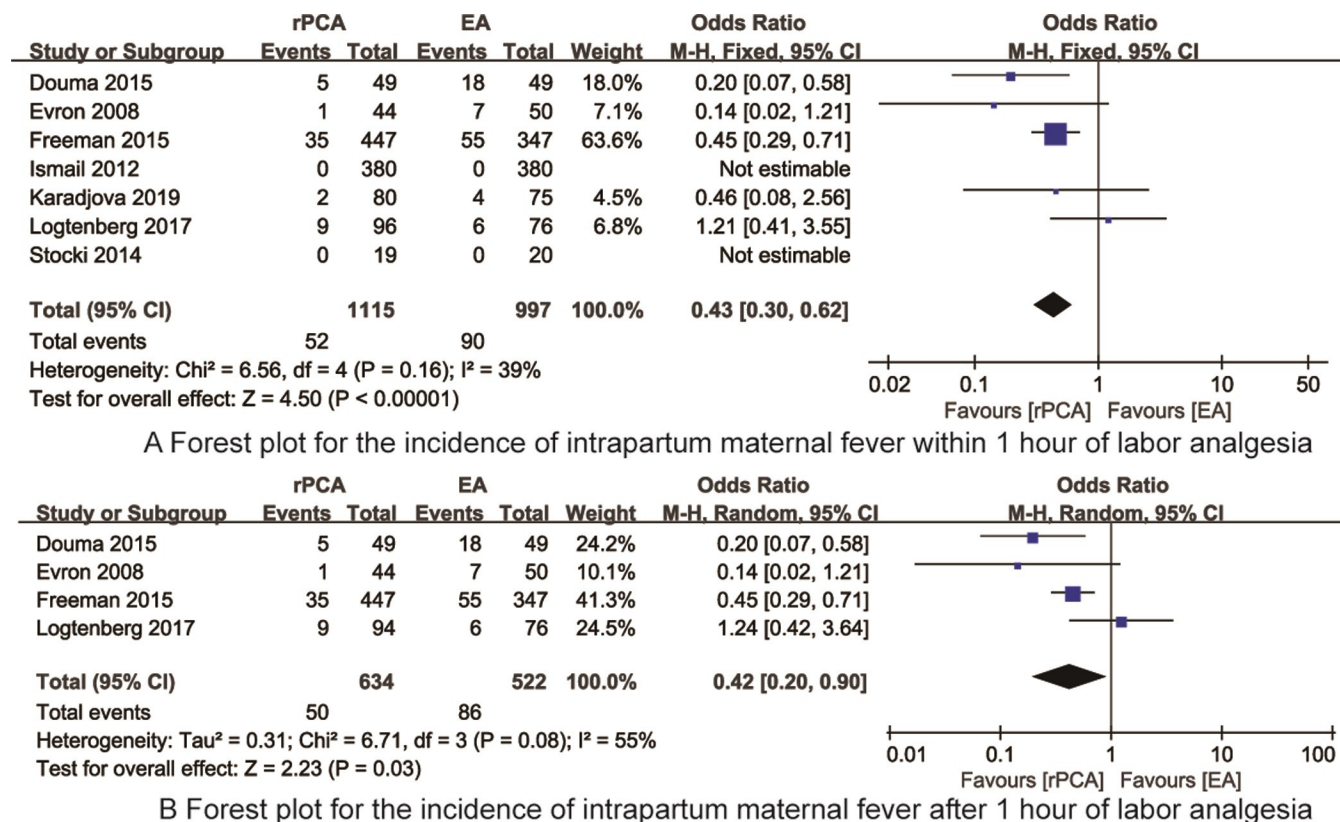 rPCA EA Odds Ratio Odds Ratio
Study or Subgroup Events Total Events Total Weight M-H, Fixed, 95% CI M-H, Fixed, 95% CI
Douma 2015 5 49 18 49 18.0% 0.20 [0.07, 0.58]
Evron 2008 1 44 7 50 7.1% 0.14 [0.02, 1.21]
Freeman 2015 35 447 55 347 63.6% 0.45 [0.29, 0.71]
Ismail 2012 0 380 0 380 Not estimable
Karadjova 2019 2 80 4 75 4.5% 0.46 [0.08, 2.56]
Logtenberg 2017 9 96 6 76 6.8% 1.21 [0.41, 3.55]
Stocki 2014 0 19 0 20 Not estimable
Total (95% CI) 1115 997 100.0% 0.43 [0.30, 0.62]
Total events 52 90
Heterogeneity: Chi² = 6.56, df = 4 (P = 0.16); I² = 39%
Test for overall effect: Z = 4.50 (P < 0.00001)
0.02 0.1 1 10 50
Favours [rPCA] Favours [EA]
A Forest plot for the incidence of intrapartum maternal fever within 1 hour of labor analgesia
rPCA EA Odds Ratio Odds Ratio
Study or Subgroup Events Total Events Total Weight M-H, Random, 95% CI M-H, Random, 95% CI
Douma 2015 5 49 18 49 24.2% 0.20 [0.07, 0.58]
Evron 2008 1 44 7 50 10.1% 0.14 [0.02, 1.21]
Freeman 2015 35 447 55 347 41.3% 0.45 [0.29, 0.71]
Logtenberg 2017 9 94 6 76 24.5% 1.24 [0.42, 3.64]
Total (95% CI) 634 522 100.0% 0.42 [0.20, 0.90]
Total events 50 86
Heterogeneity: Tau² = 0.31; Chi² = 6.71, df = 3 (P = 0.08); I² = 55%
Test for overall effect: Z = 2.23 (P = 0.03)
0.01 0.1 1 10 100
Favours [rPCA] Favours [EA]
B Forest plot for the incidence of intrapartum maternal fever after 1 hour of labor analgesia